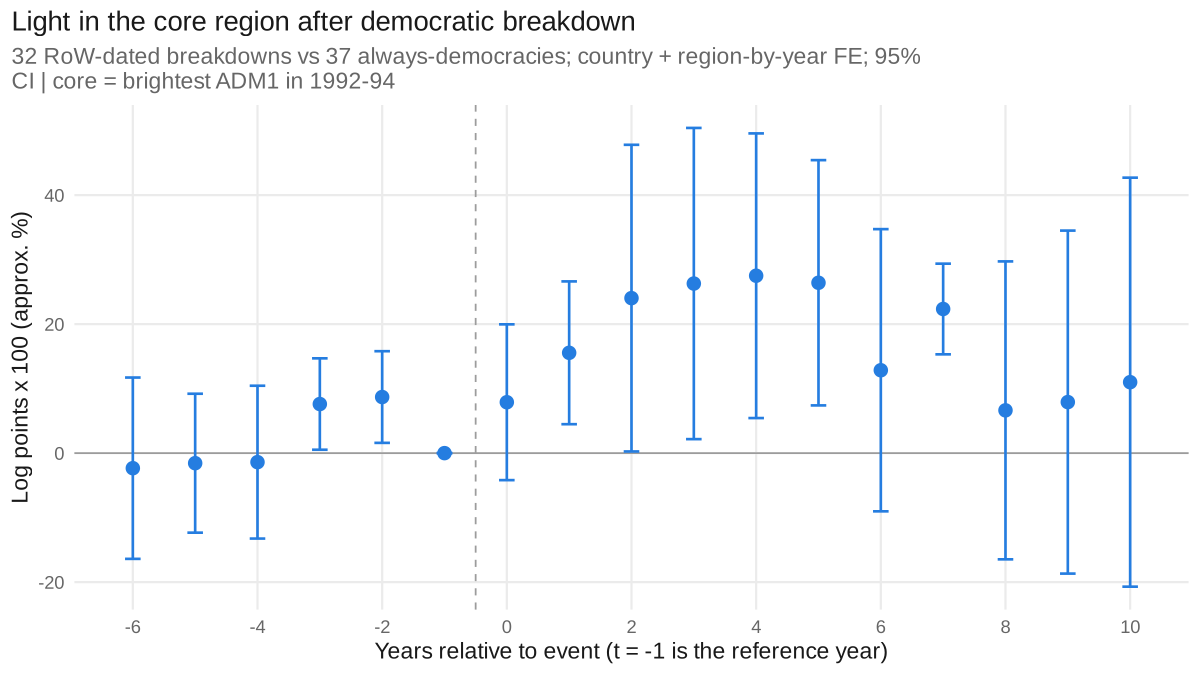 Light in the core region after democratic breakdown
32 RoW-dated breakdowns vs 37 always-democracies; country + region-by-year FE; 95%
CI | core = brightest ADM1 in 1992-94
Log points x 100 (approx. %)
40
20
0
-20
-6 -4 -2 0 2 4 6 8 10
Years relative to event (t = -1 is the reference year)